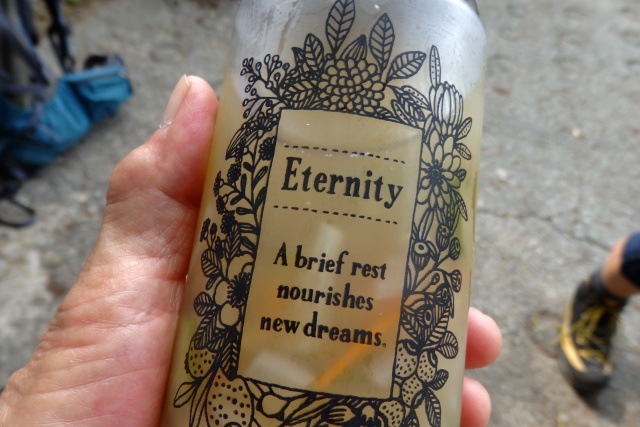 Eternity
A brief rest
nourishes
new dreams.